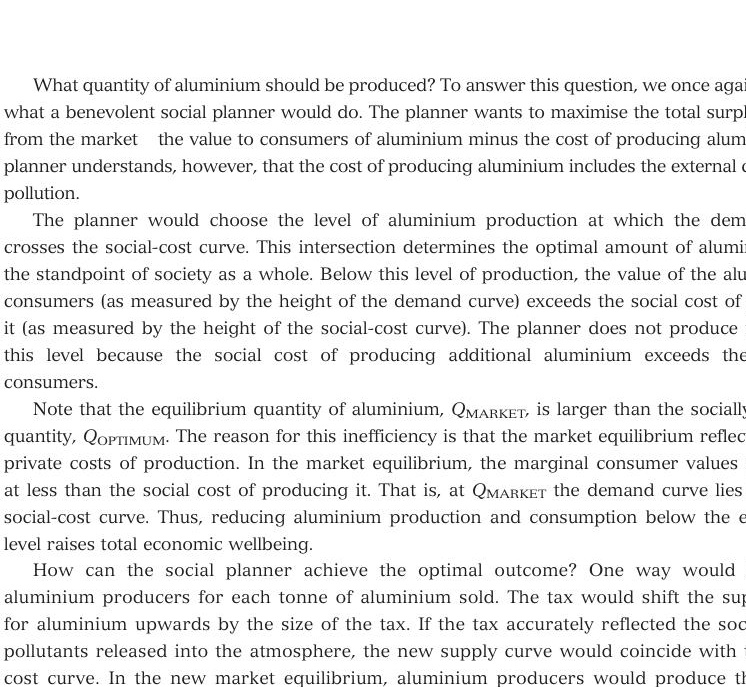 What quantity of aluminium should be produced? To answer this question, we once agai
what a benevolent social planner would do. The planner wants to maximise the total surpl
from the market the value to consumers of aluminium minus the cost of producing alum
planner understands, however, that the cost of producing aluminium includes the external c
pollution.
The planner would choose the level of aluminium production at which the dem
crosses the social-cost curve. This intersection determines the optimal amount of alumi
the standpoint of society as a whole. Below this level of production, the value of the alu
consumers (as measured by the height of the demand curve) exceeds the social cost of
it (as measured by the height of the social-cost curve). The planner does not produce
this level because the social cost of producing additional aluminium exceeds the
consumers.
Note that the equilibrium quantity of aluminium, QMARKET, is larger than the socially
quantity, QOPTIMUM. The reason for this inefficiency is that the market equilibrium reflec
private costs of production. In the market equilibrium, the marginal consumer values
at less than the social cost of producing it. That is, at QMARKET the demand curve lies
social-cost curve. Thus, reducing aluminium production and consumption below the e
level raises total economic wellbeing.
How can the social planner achieve the optimal outcome? One way would
aluminium producers for each tonne of aluminium sold. The tax would shift the sup
for aluminium upwards by the size of the tax. If the tax accurately reflected the soc
pollutants released into the atmosphere, the new supply curve would coincide with
cost curve. In the new market equilibrium, aluminium producers would produce th